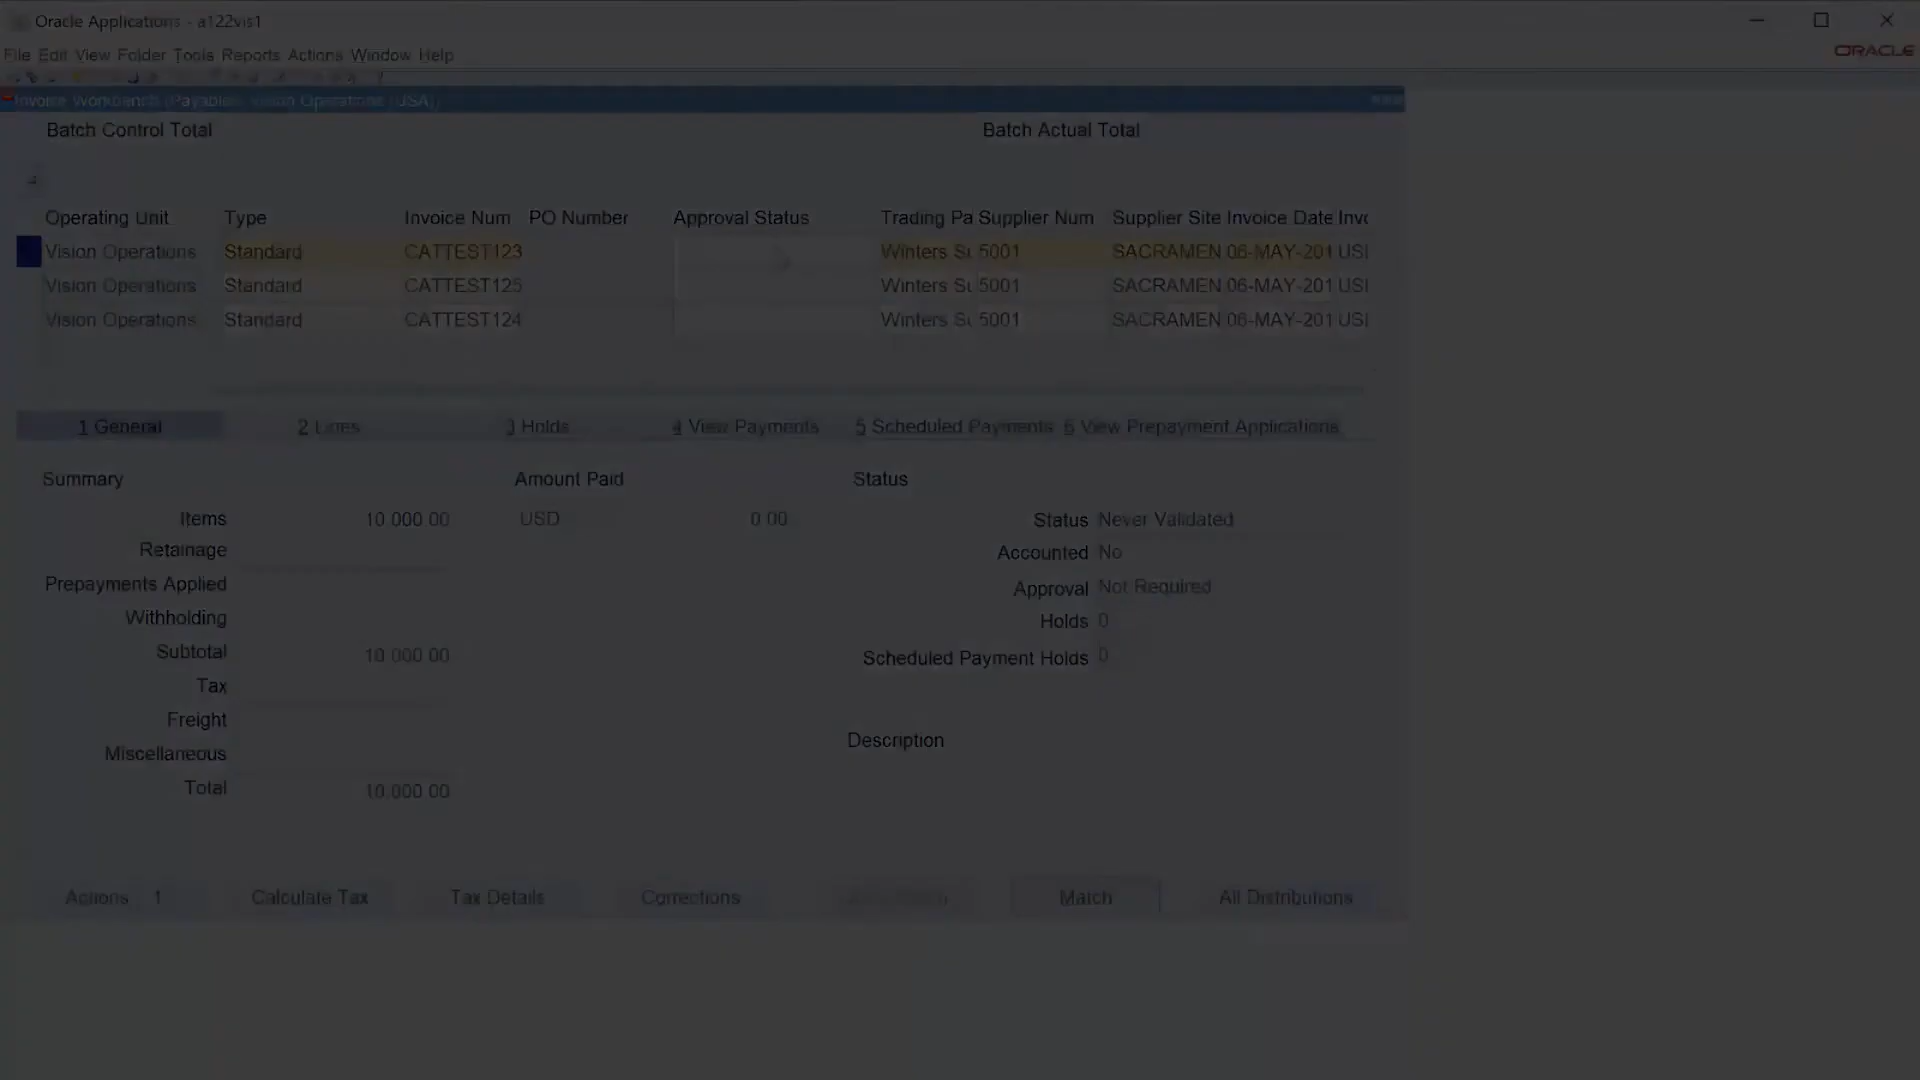 Oracle Applications - a122vis1
File Edit View Folder Tools Reports Actions Window Help
ORACLE
Invoice Workbench (Payables, Vision Operations (USA))
Batch Control Total Batch Actual Total
Operating Unit Type Invoice Num PO Number Approval Status Trading Pa Supplier Num Supplier Site Invoice Date Invo
Vision Operations Standard CATTEST123 Winters Su 5001 SACRAMEN 06-MAY-201 USI
Vision Operations Standard CATTEST125 Winters Su 5001 SACRAMEN 06-MAY-201 USI
Vision Operations Standard CATTEST124 Winters Su 5001 SACRAMEN 06-MAY-201 USI
1 General 2 Lines 3 Holds 4 View Payments 5 Scheduled Payments 6 View Prepayment Applications
Summary Amount Paid Status
Items 10,000.00 USD 0.00 Status Never Validated
Retainage Accounted No
Prepayments Applied Approval Not Required
Withholding Holds 0
Subtotal 10,000.00 Scheduled Payment Holds 0
Tax
Freight
Miscellaneous Description
Total 10,000.00
Actions 1 Calculate Tax Tax Details Corrections Match All Distributions